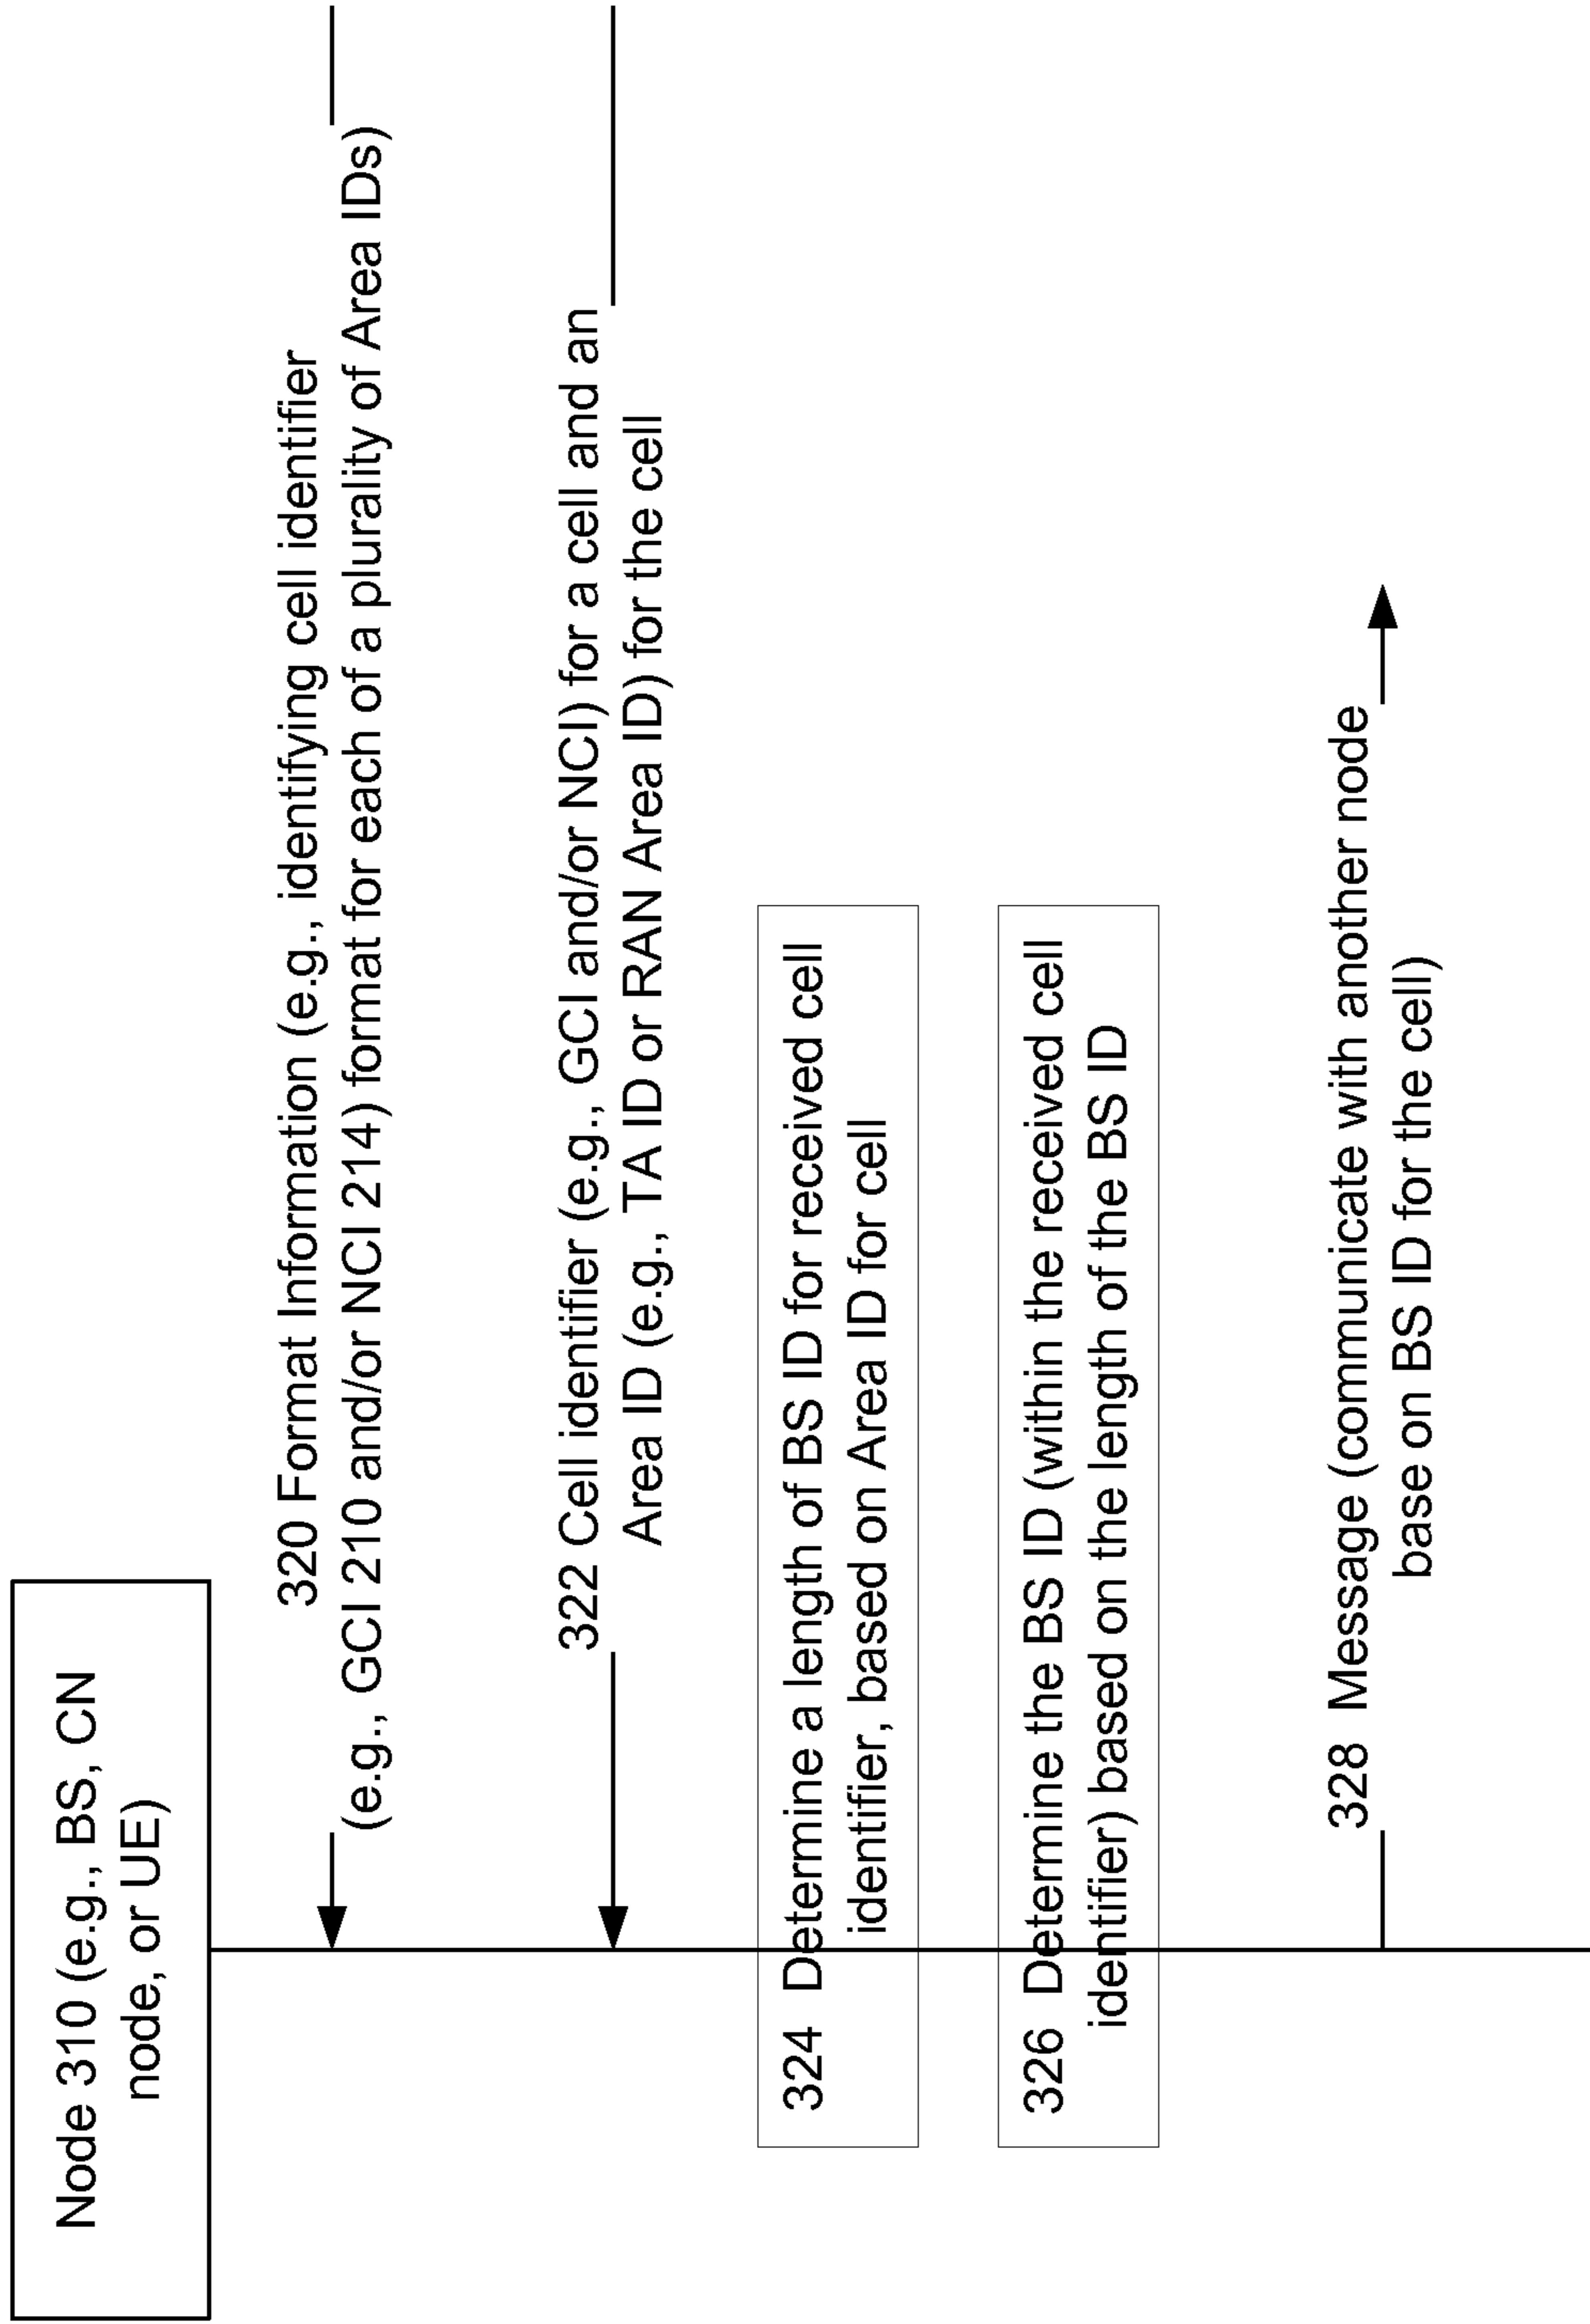 Node 310 (e.g., BS, CN
node, or UE)
320 Format Information (e.g., identifying cell identifier
(e.g., GCI 210 and/or NCI 214) format for each of a plurality of Area IDs)
322 Cell identifier (e.g., GCI and/or NCI) for a cell and an
Area ID (e.g., TA ID or RAN Area ID) for the cell
324 Determine a length of BS ID for received cell
identifier, based on Area ID for cell
326 Determine the BS ID (within the received cell
identifier) based on the length of the BS ID
328 Message (communicate with another node
base on BS ID for the cell)